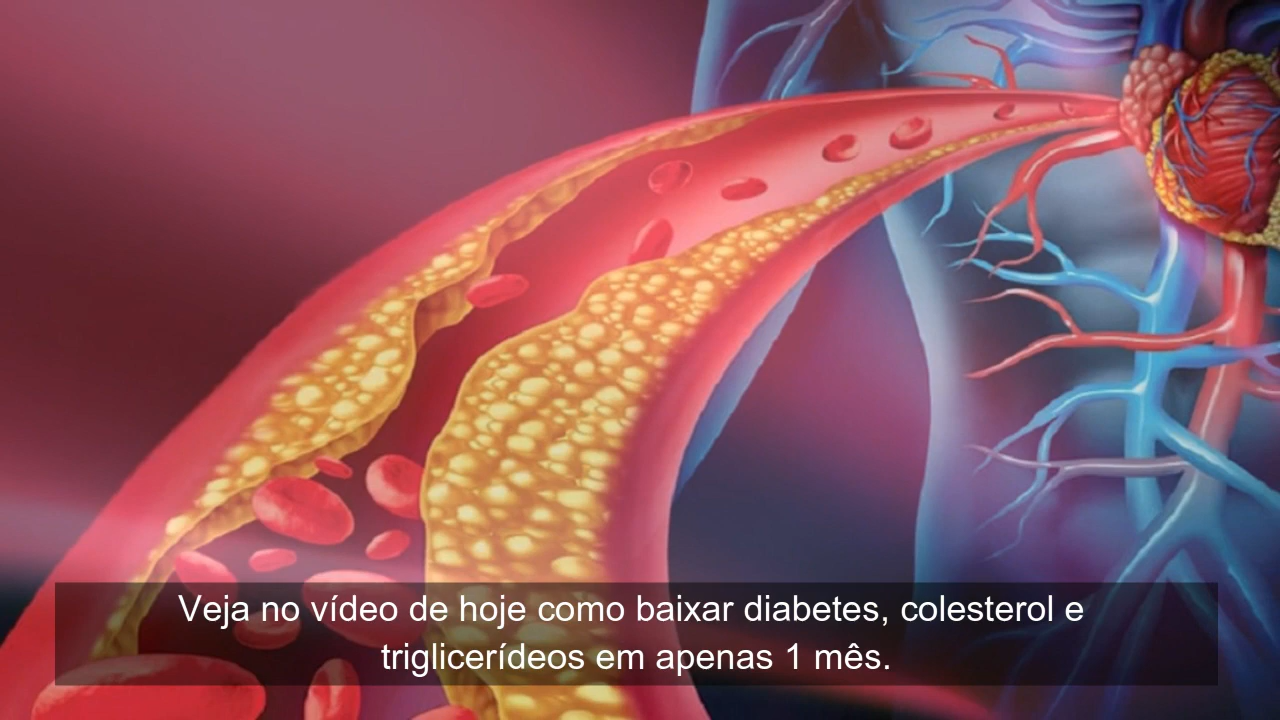 Veja no vídeo de hoje como baixar diabetes, colesterol e
triglicerídeos em apenas 1 mês.